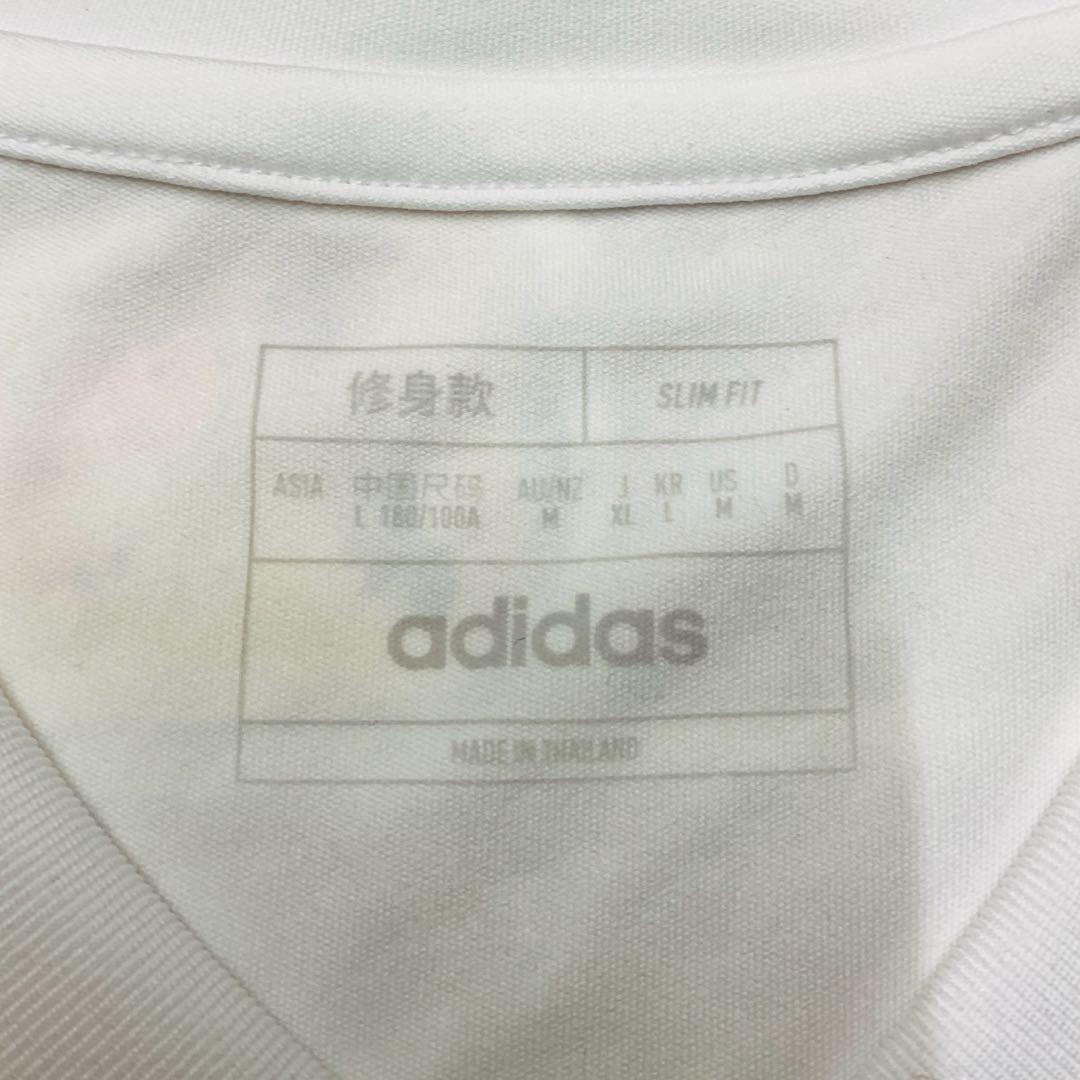 修身款 SLIM FIT
ASIA 中国尺码 AU/NZ J KR US D
L 180/100A M XL L M M
adidas
MADE IN THAILAND